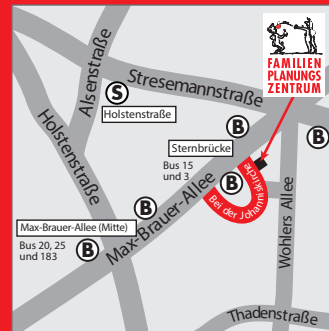 FAMILIEN
PLANUNGS
ZENTRUM
Alsenstraße
Stresemannstraße
S
Holstenstraße
Holstenstraße
B
B
Sternbrücke
Bus 15
und 3
B
Bei der Johanniskirche
Max-Brauer-Allee
Wohlers Allee
B
Max-Brauer-Allee (Mitte)
Bus 20, 25
und 183
B
Thadenstraße